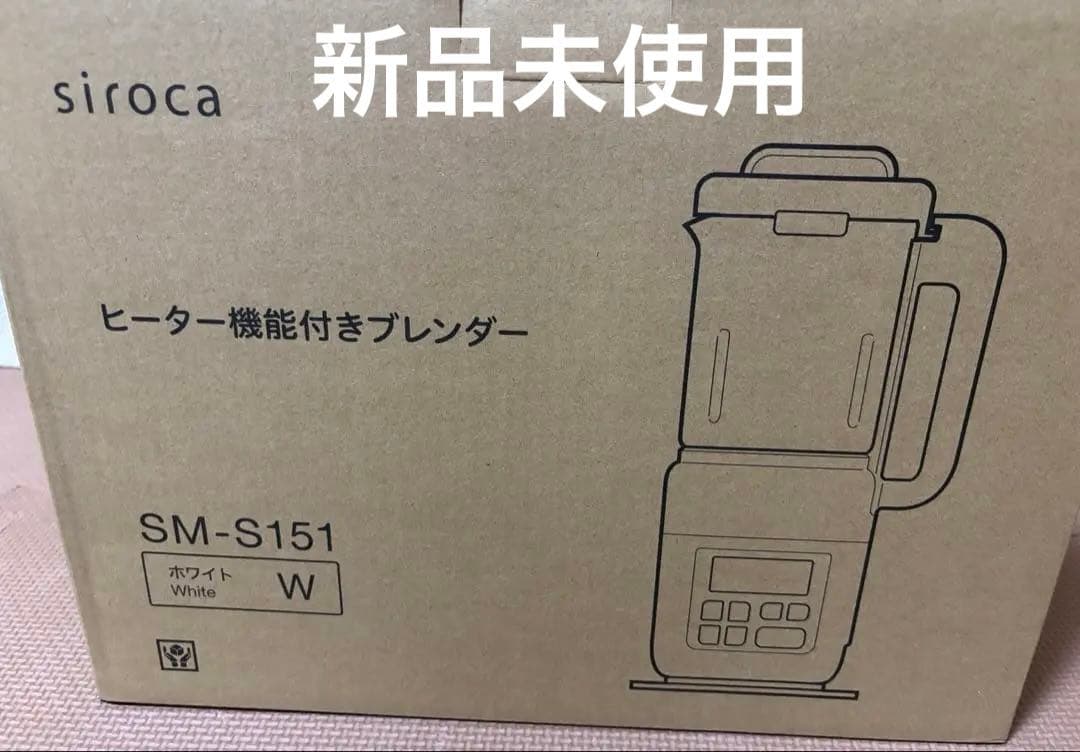 新品未使用
siroca
ヒーター機能付きブレンダー
SM-S151
ホワイト
White
W